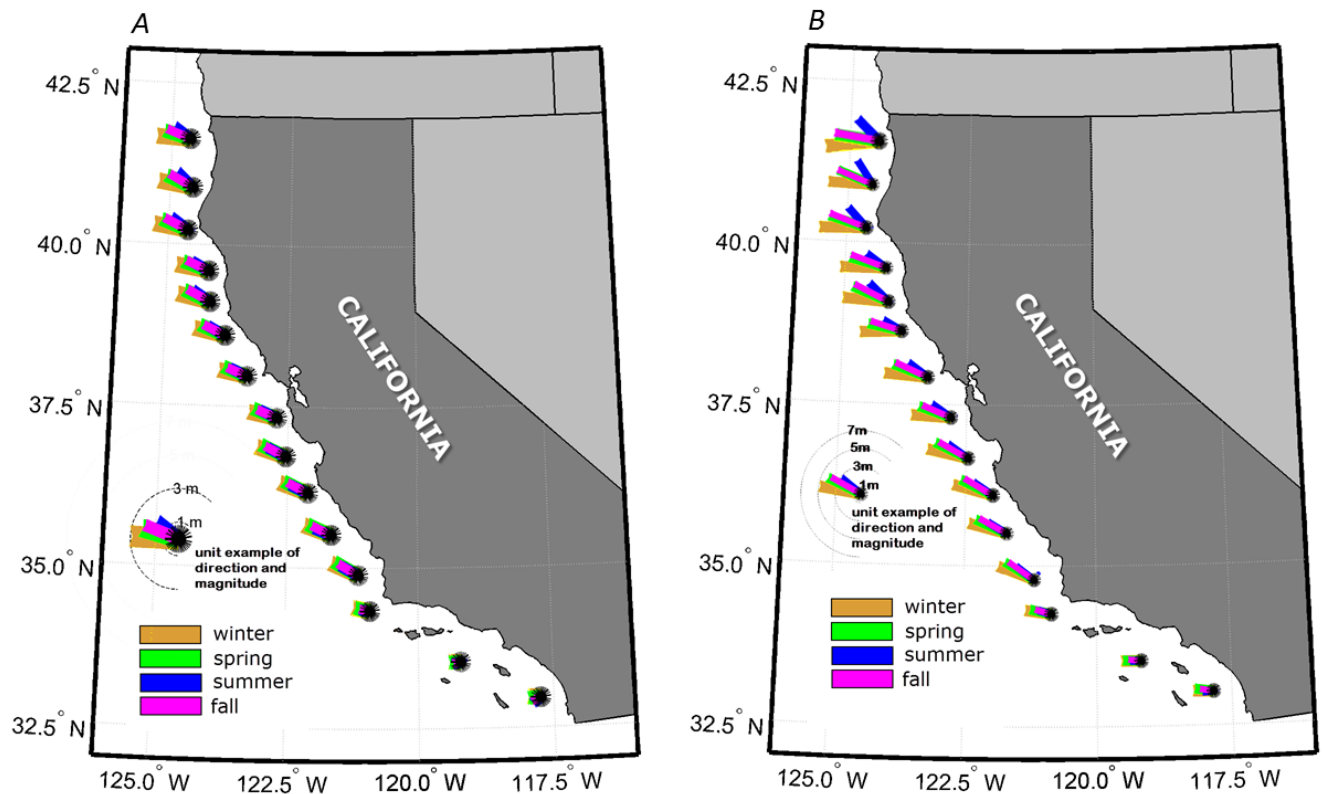 A
42.5° N
40.0° N
37.5° N
35.0° N
32.5° N
125.0° W
122.5° W
120.0° W
117.5° W
CALIFORNIA
3 m
1 m
unit example of
direction and
magnitude
winter
spring
summer
fall
B
42.5° N
40.0° N
37.5° N
35.0° N
32.5° N
125.0° W
122.5° W
120.0° W
117.5° W
CALIFORNIA
7m
5m
3m
1m
unit example of
direction and
magnitude
winter
spring
summer
fall